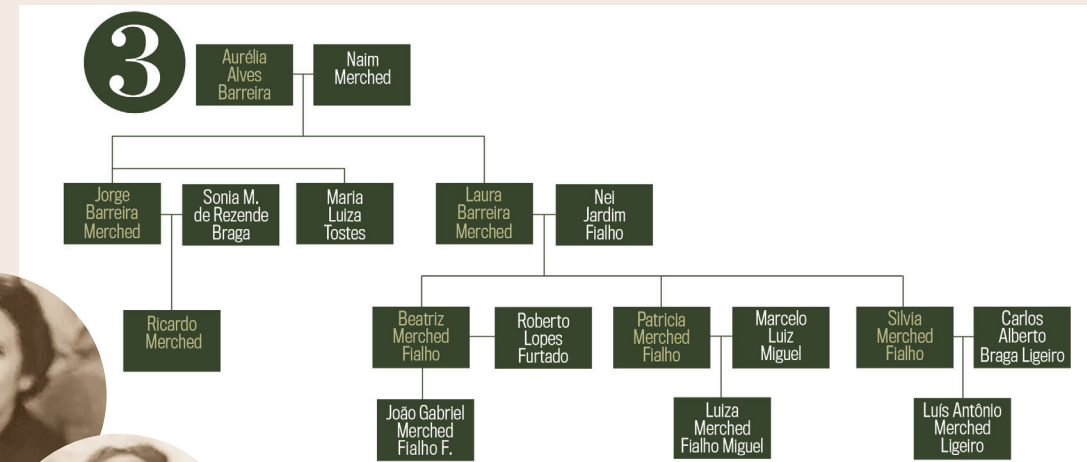 3
Aurélia
Alves
Barreira
Naim
Merched
Jorge
Barreira
Merched
Sonia M.
de Rezende
Braga
Maria
Luiza
Tostes
Laura
Barreira
Merched
Nei
Jardim
Fialho
Ricardo
Merched
Beatriz
Merched
Fialho
Roberto
Lopes
Furtado
Patricia
Merched
Fialho
Marcelo
Luiz
Miguel
Silvia
Merched
Fialho
Carlos
Alberto
Braga Ligeiro
João Gabriel
Merched
Fialho F.
Luiza
Merched
Fialho Miguel
Luís Antônio
Merched
Ligeiro